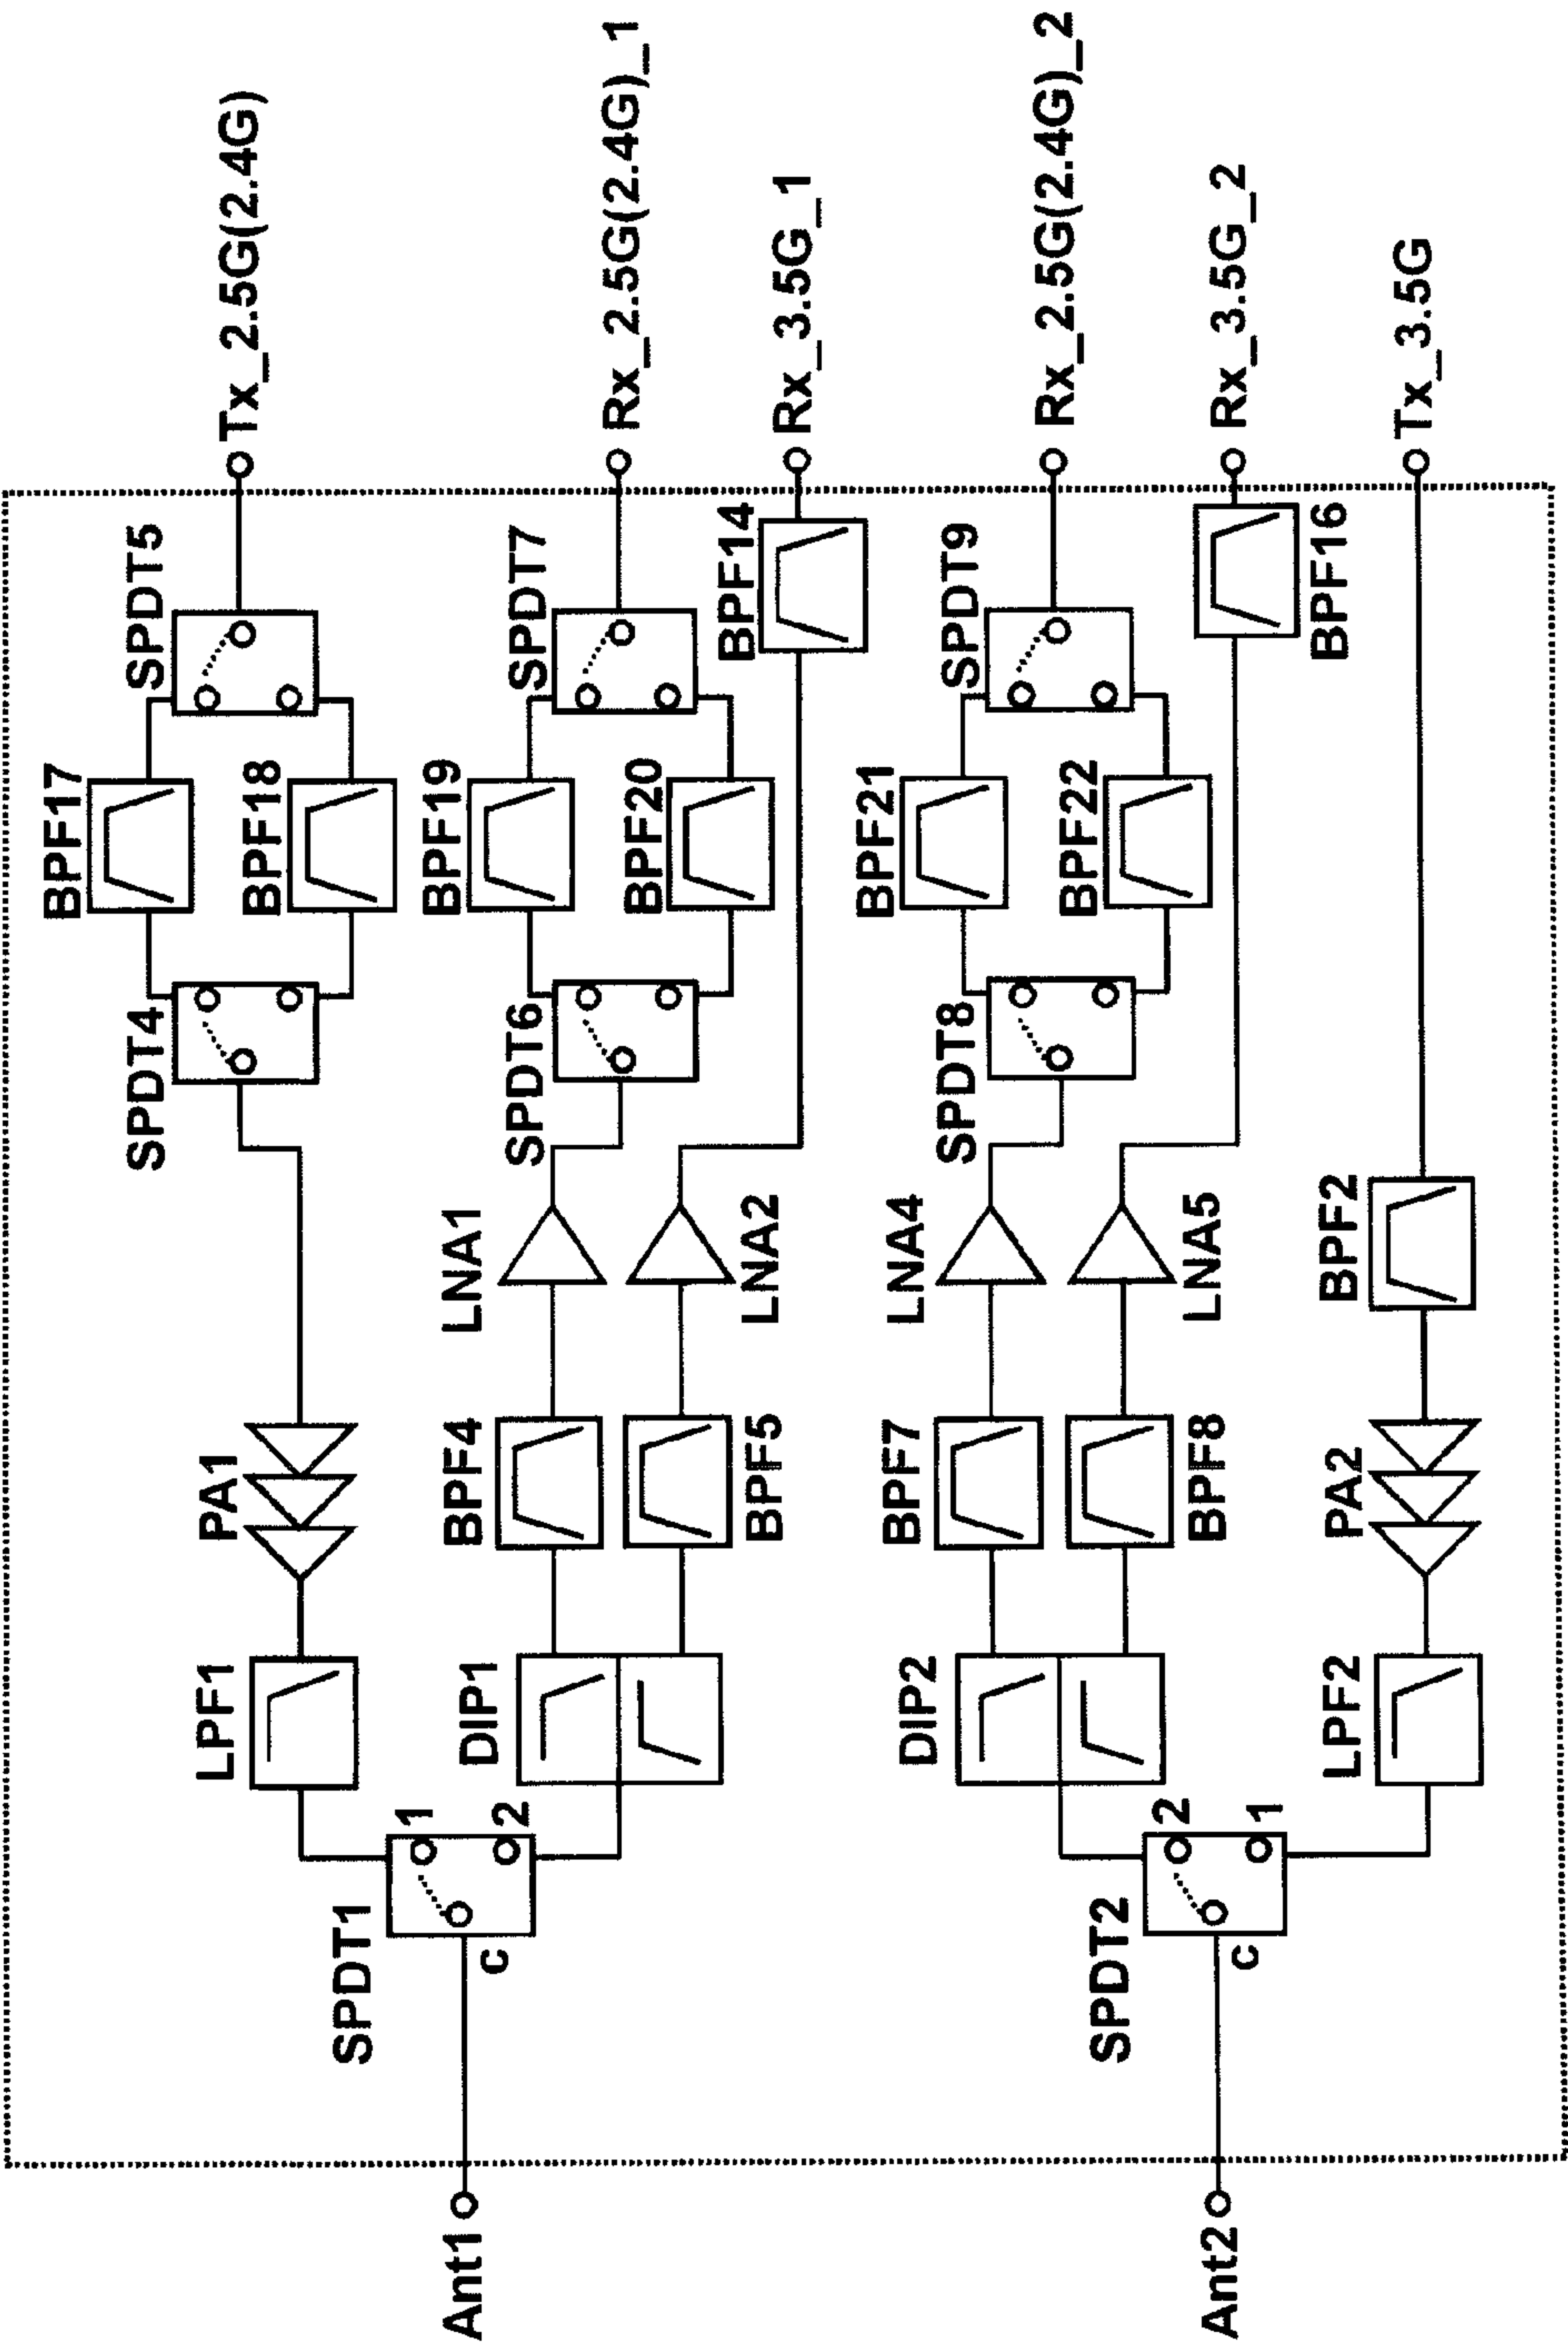 Tx_2.5G(2.4G)
Rx_2.5G(2.4G)_1
Rx_3.5G_1
Rx_2.5G(2.4G)_2
Rx_3.5G_2
Tx_3.5G
BPF17
SPDT5
SPDT4
BPF18
PA1
LPF1
BPF19
SPDT7
SPDT6
BPF20
BPF14
LNA1
LNA2
BPF4
BPF5
DIP1
1
2
SPDT1
c
Ant1
BPF21
SPDT9
SPDT8
BPF22
BPF16
LNA4
LNA5
BPF7
BPF8
DIP2
2
1
SPDT2
c
Ant2
BPF2
PA2
LPF2